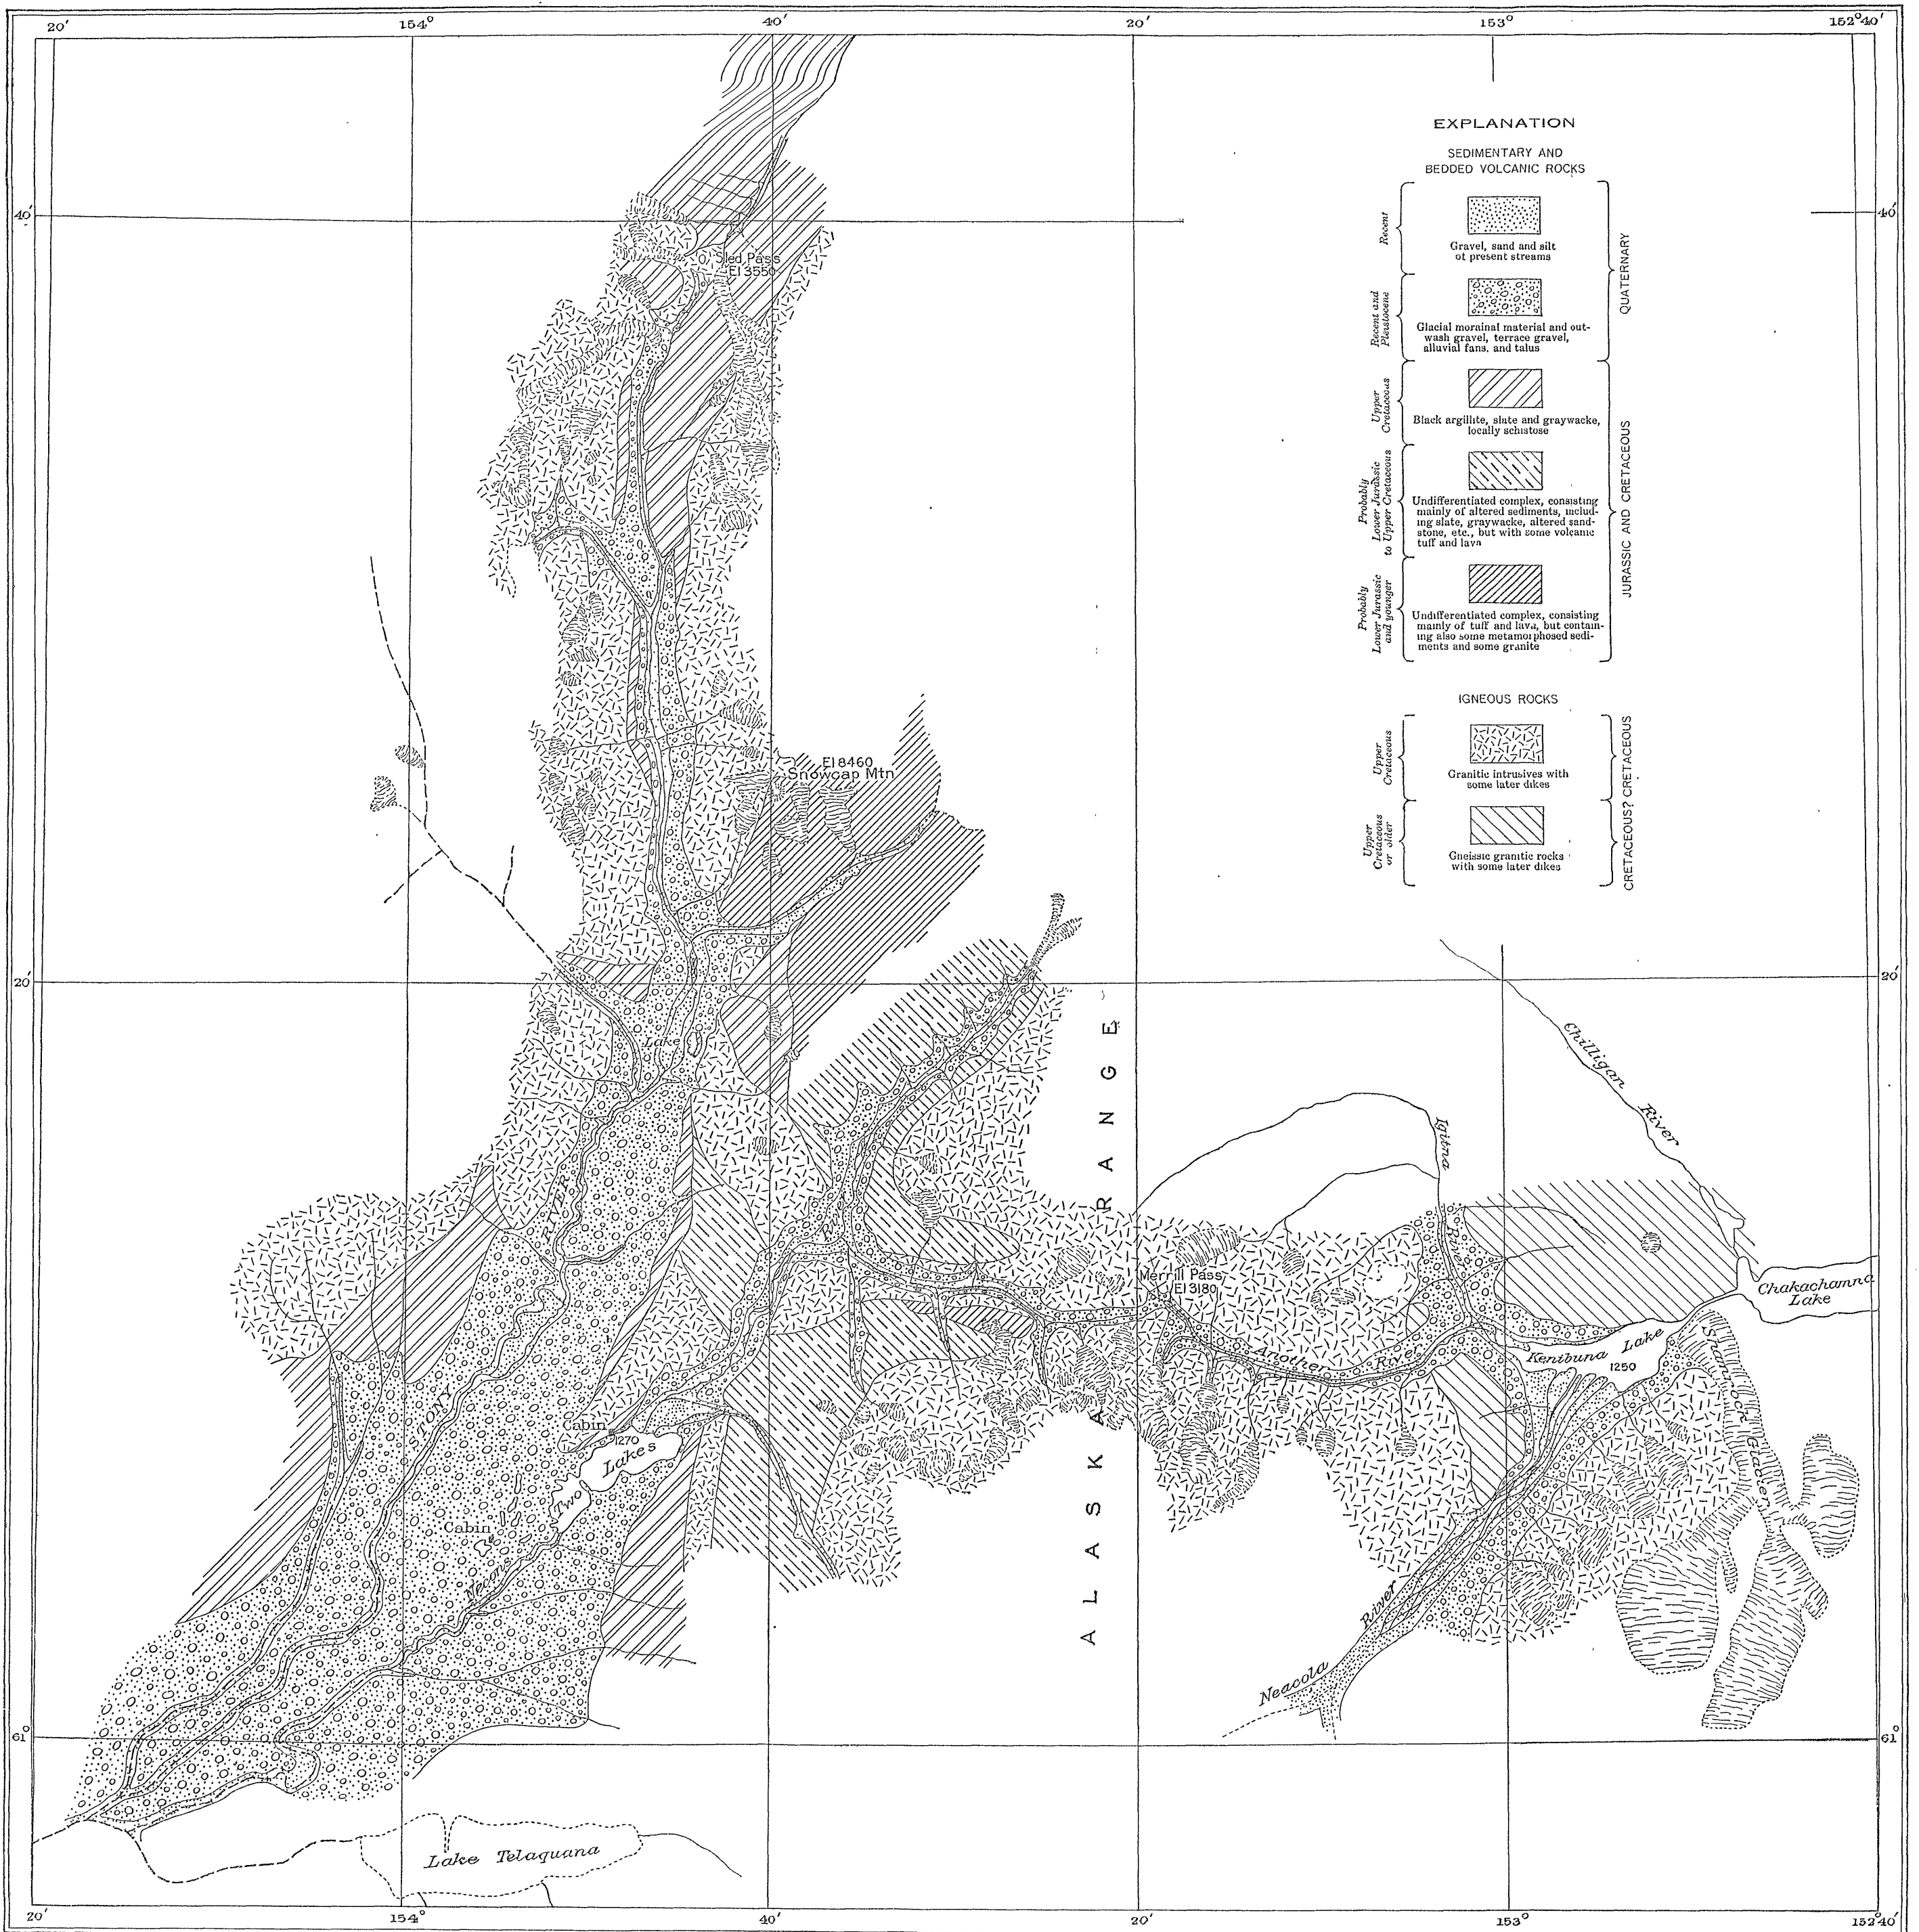 20′ 154° 40′ 20′ 153° 152°40′
EXPLANATION
SEDIMENTARY AND
BEDDED VOLCANIC ROCKS
Recent
Gravel, sand and silt
of present streams
Recent and
Pleistocene
Glacial morainal material and out-
wash gravel, terrace gravel,
alluvial fans, and talus
QUATERNARY
Upper
Cretaceous
Black argillite, slate and graywacke,
locally schistose
Probably
Lower Jurassic
to Upper Cretaceous
Undifferentiated complex, consisting
mainly of altered sediments, includ-
ing slate, graywacke, altered sand-
stone, etc., but with some volcanic
tuff and lava
Probably
Lower Jurassic
and younger
Undifferentiated complex, consisting
mainly of tuff and lava, but contain-
ing also some metamorphosed sedi-
ments and some granite
JURASSIC AND CRETACEOUS
IGNEOUS ROCKS
Upper
Cretaceous
Granitic intrusives with
some later dikes
CRETACEOUS
Upper
Cretaceous
or older
Gneissic granitic rocks
with some later dikes
CRETACEOUS?
40′
40′
Sled Pass
El 3550
El 8460
Snowcap Mtn
20′
20′
Lake
ALASKA RANGE
Chilligan River
Igitna River
STONY RIVER
Merrill Pass
El 3180
Chakachamna
Lake
Another River
Kenibuna Lake
1250
Shamrock Glacier
Cabin
1270
Two Lakes
Cabin
Necons
Neacola River
61°
61°
Lake Telaquana
20′ 154° 40′ 20′ 153° 152°40′